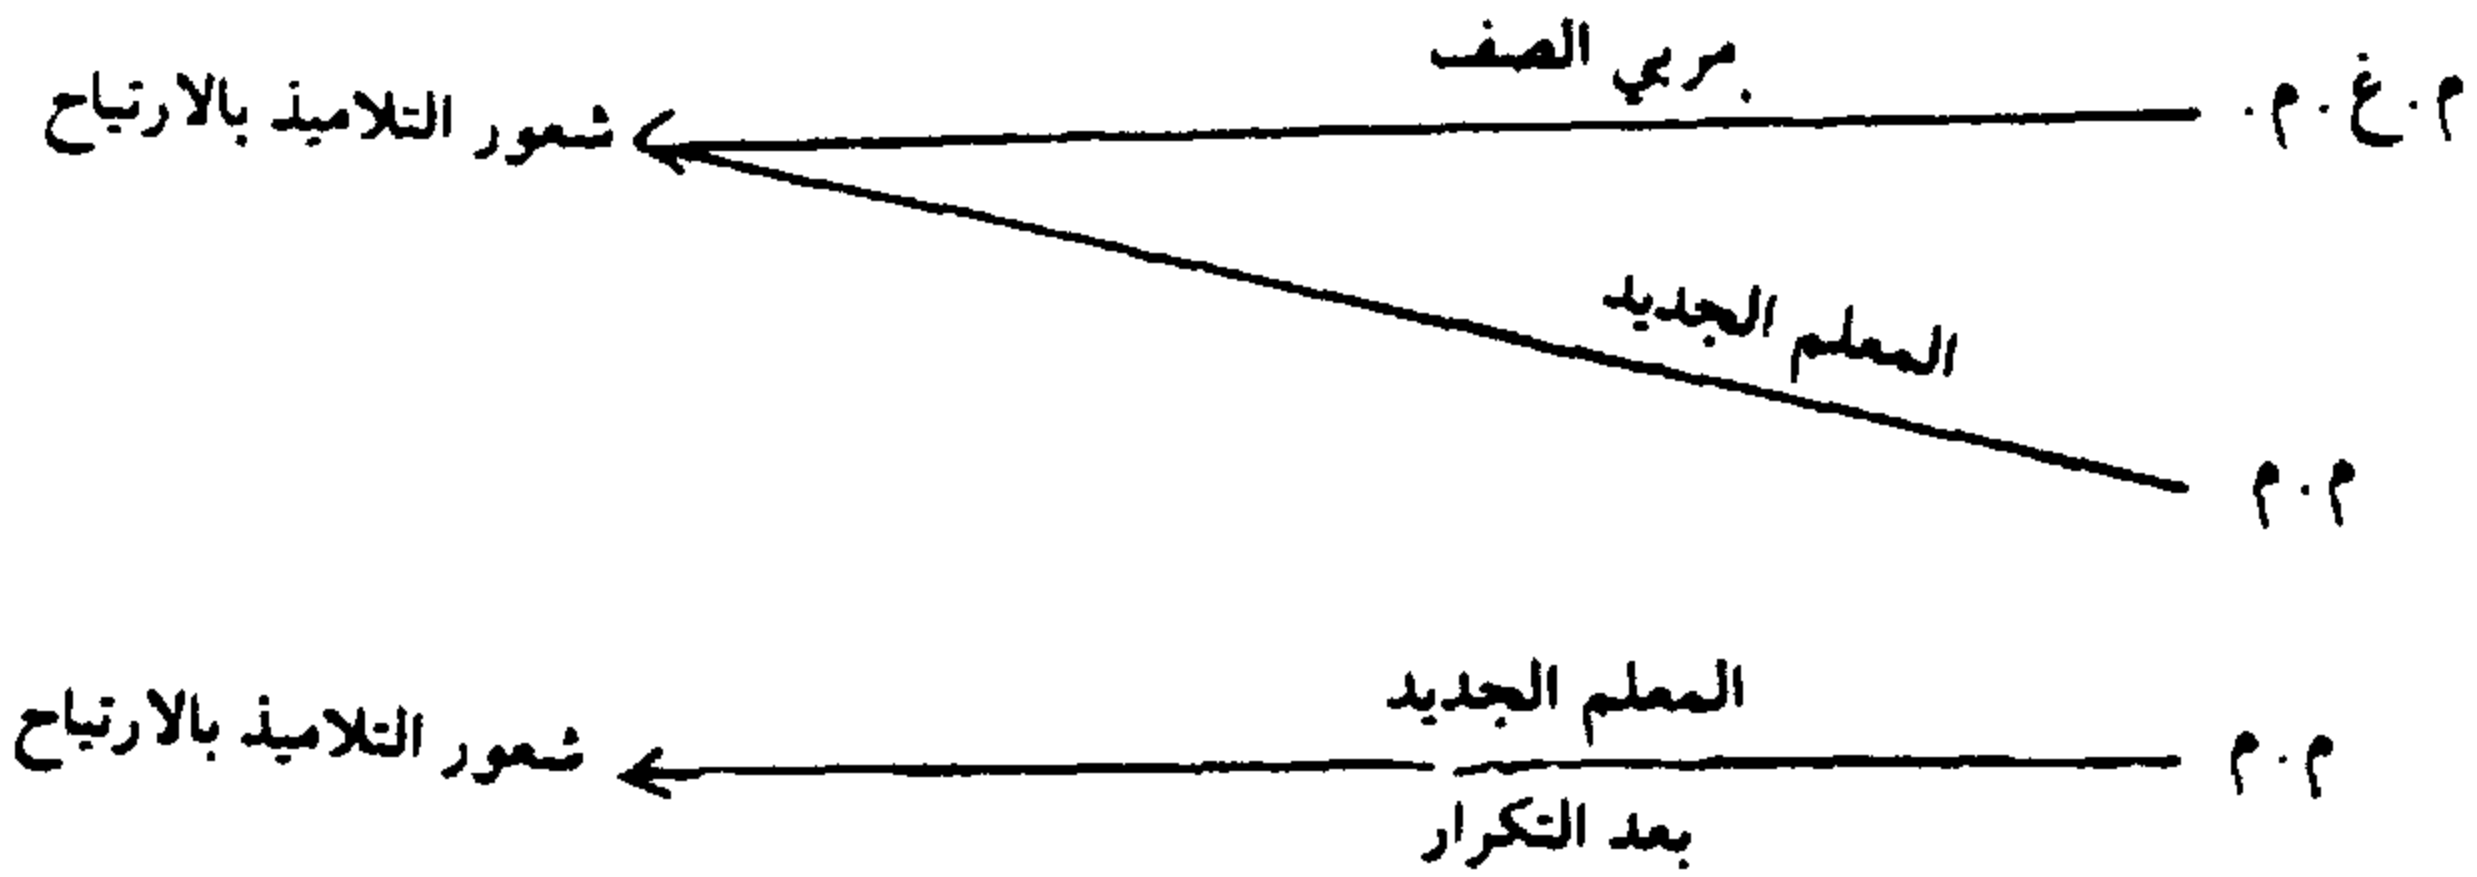 مربي الصف
م.غ.م. شعور التلاميذ بالارتياح
المعلم الجديد
م.م
المعلم الجديد
م.م شعور التلاميذ بالارتياح
بعد التكرار